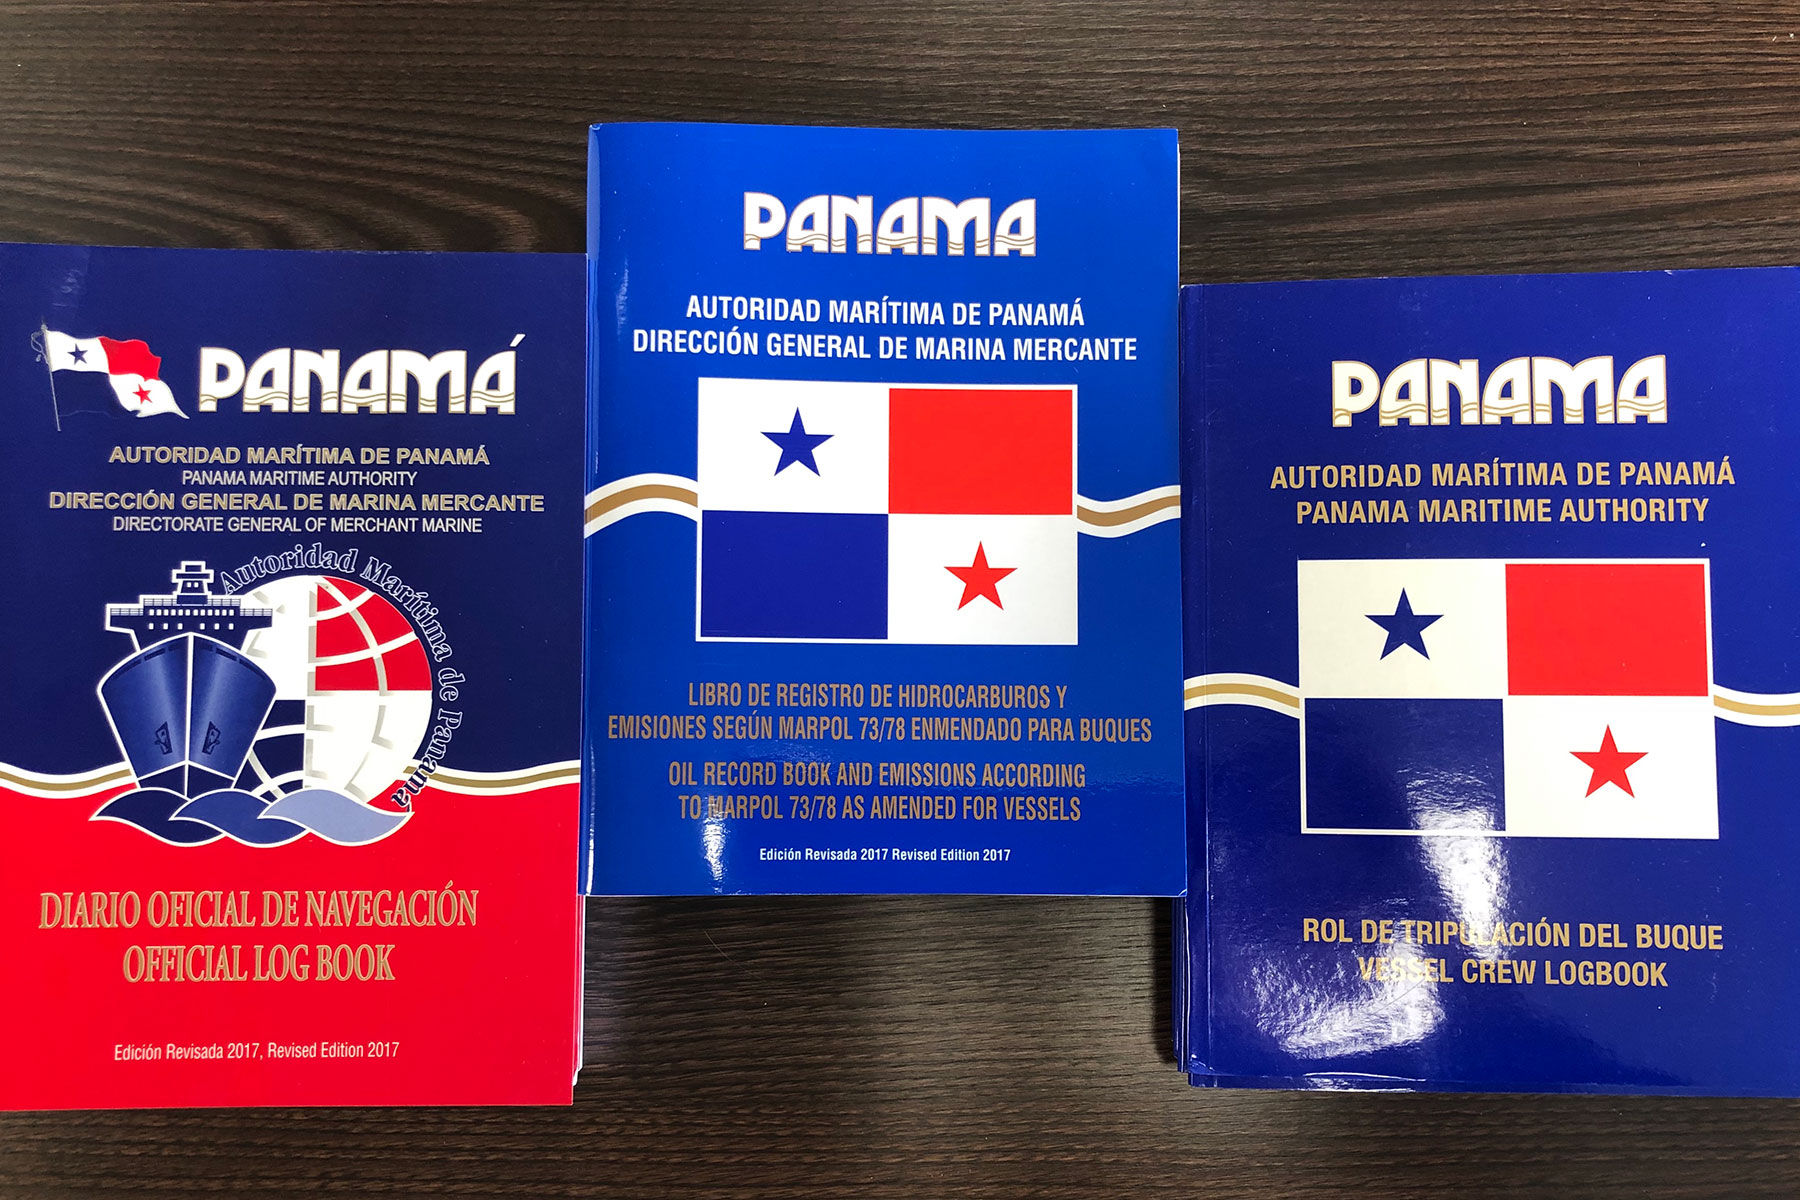 PANAMÁ
AUTORIDAD MARÍTIMA DE PANAMÁ
PANAMA MARITIME AUTHORITY
DIRECCIÓN GENERAL DE MARINA MERCANTE
DIRECTORATE GENERAL OF MERCHANT MARINE
Autoridad Marítima de Panamá
DIARIO OFICIAL DE NAVEGACIÓN
OFFICIAL LOG BOOK
Edición Revisada 2017, Revised Edition 2017
PANAMA
AUTORIDAD MARÍTIMA DE PANAMÁ
DIRECCIÓN GENERAL DE MARINA MERCANTE
LIBRO DE REGISTRO DE HIDROCARBUROS Y
EMISIONES SEGÚN MARPOL 73/78 ENMENDADO PARA BUQUES
OIL RECORD BOOK AND EMISSIONS ACCORDING
TO MARPOL 73/78 AS AMENDED FOR VESSELS
Edición Revisada 2017 Revised Edition 2017
PANAMA
AUTORIDAD MARÍTIMA DE PANAMÁ
PANAMA MARITIME AUTHORITY
ROL DE TRIPULACIÓN DEL BUQUE
VESSEL CREW LOGBOOK